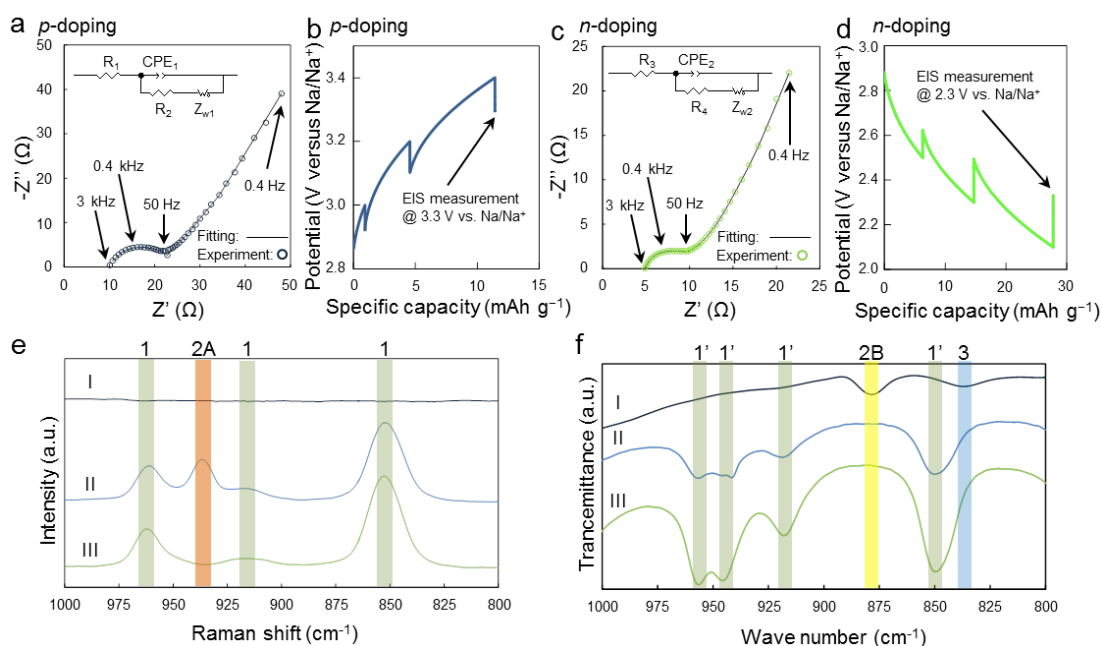 a
p-doping
-Z'' (Ω)
50
40
30
20
10
0
R1
CPE1
R2
Zw1
0.4 kHz
3 kHz
50 Hz
0.4 Hz
Fitting:
Experiment:
0 10 20 30 40 50
Z' (Ω)
b
p-doping
Potential (V versus Na/Na+)
3.6
3.4
3.2
3.0
2.8
EIS measurement
@ 3.3 V vs. Na/Na+
0 5 10 15
Specific capacity (mAh g−1)
c
n-doping
-Z'' (Ω)
25
20
15
10
5
0
R3
CPE2
R4
Zw2
0.4 kHz
3 kHz
50 Hz
0.4 Hz
Fitting:
Experiment:
0 5 10 15 20 25
Z' (Ω)
d
n-doping
Potential (V versus Na/Na+)
3.0
2.8
2.6
2.4
2.2
2.0
EIS measurement
@ 2.3 V vs. Na/Na+
0 10 20 30
Specific capacity (mAh g−1)
e
1 2A 1 1
I
II
III
Intensity (a.u.)
1000 975 950 925 900 875 850 825 800
Raman shift (cm-1)
f
1' 1' 1' 2B 1' 3
I
II
III
Trancemittance (a.u.)
1000 975 950 925 900 875 850 825 800
Wave number (cm-1)